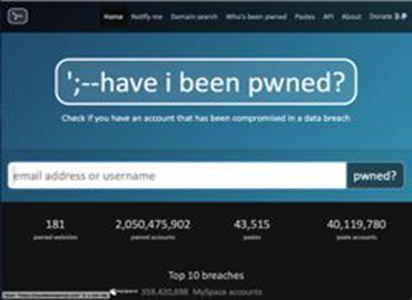 ';--
Home Notify me Domain search Who's been pwned Pastes API About Donate
';--have i been pwned?
Check if you have an account that has been compromised in a data breach
email address or username
pwned?
181 2,050,475,902 43,515 40,119,780
pwned websites pwned accounts pastes paste accounts
Top 10 breaches
359,420,698 MySpace accounts